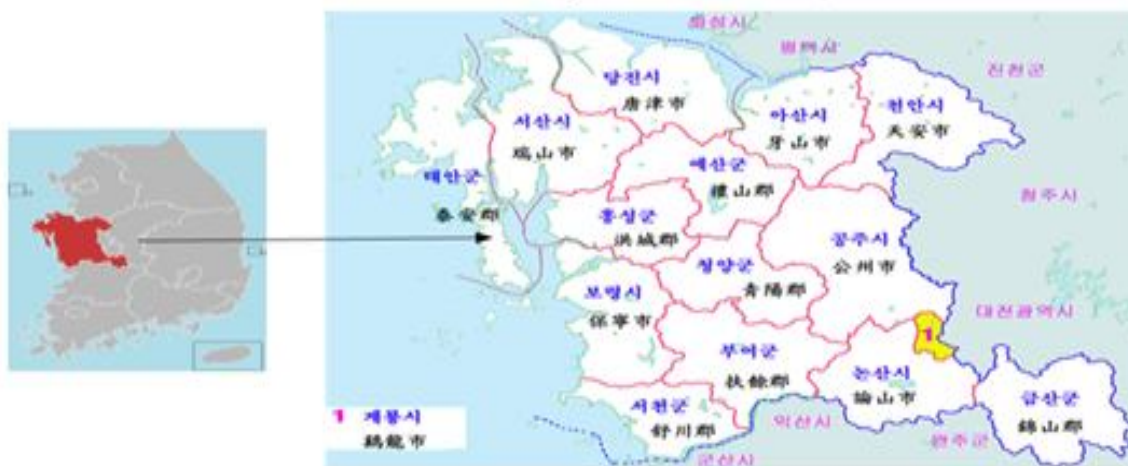 화성시
평택시
진천군
당진시
唐津市
서산시
瑞山市
아산시
牙山市
천안시
天安市
태안군
泰安郡
예산군
禮山郡
청주시
홍성군
洪城郡
공주시
公州市
청양군
靑陽郡
보령시
保寧市
대전광역시
1
부여군
扶餘郡
논산시
論山市
금산군
錦山郡
서천군
舒川郡
익산시
완주군
군산시
1 계룡시
鷄龍市